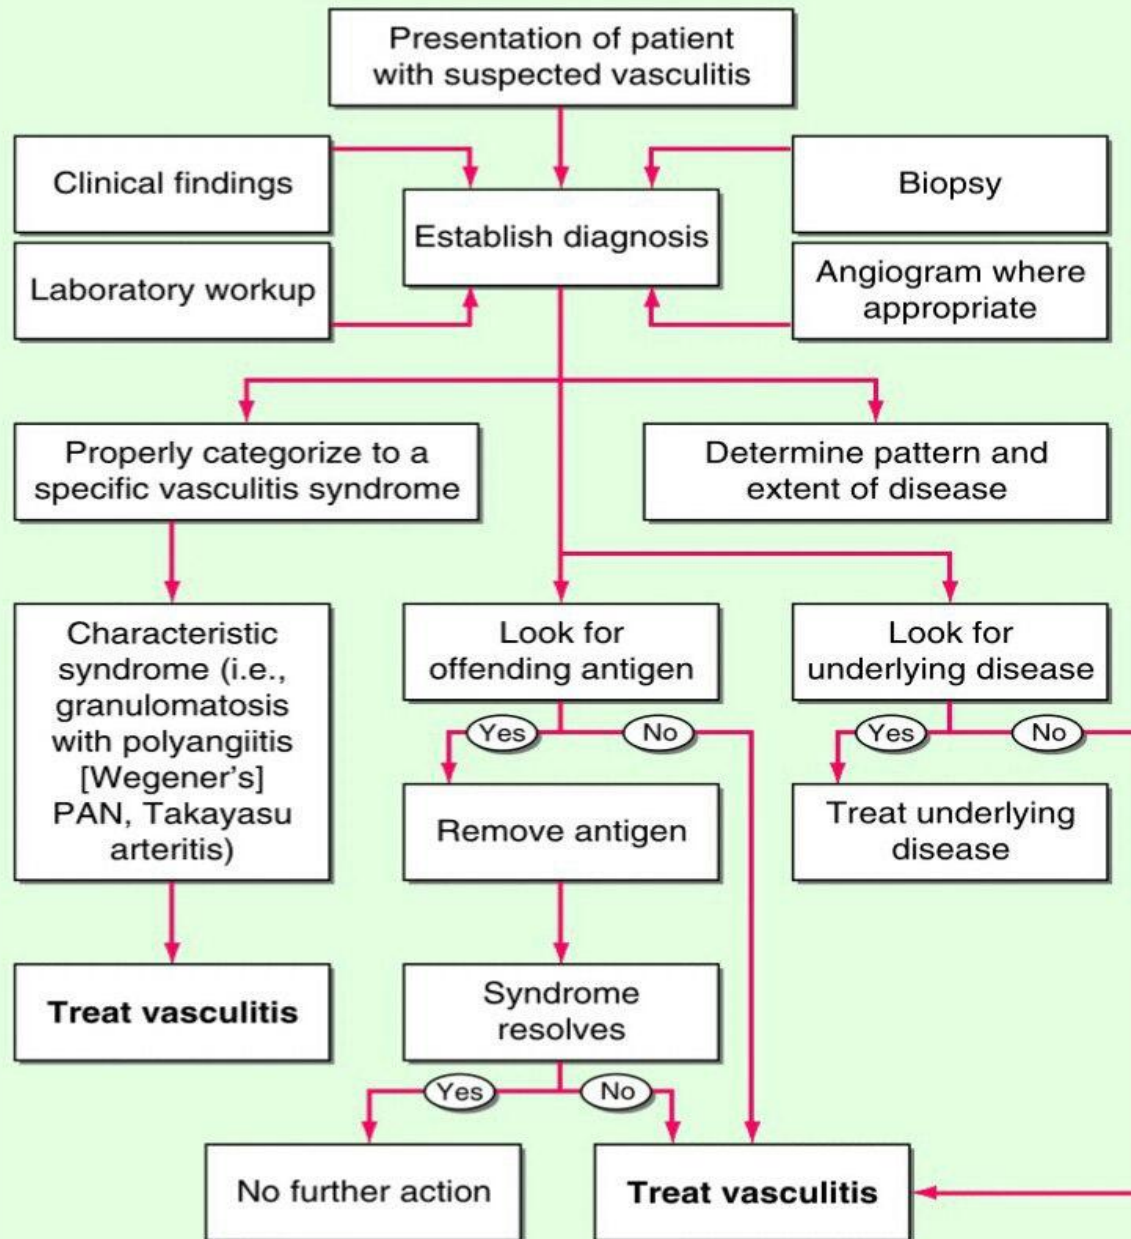 Presentation of patient
with suspected vasculitis
Clinical findings
Laboratory workup
Establish diagnosis
Biopsy
Angiogram where
appropriate
Properly categorize to a
specific vasculitis syndrome
Determine pattern and
extent of disease
Characteristic
syndrome (i.e.,
granulomatosis
with polyangiitis
[Wegener's]
PAN, Takayasu
arteritis)
Treat vasculitis
Look for
offending antigen
Yes
No
Remove antigen
Syndrome
resolves
Yes
No
No further action
Treat vasculitis
Look for
underlying disease
Yes
No
Treat underlying
disease